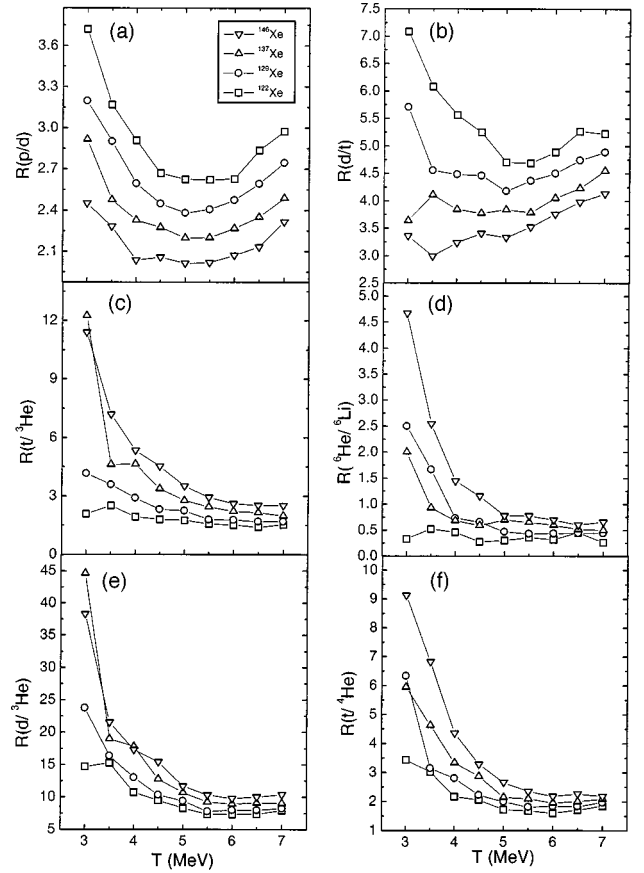 (a)
146Xe
137Xe
129Xe
122Xe
R(p/d)
3.6
3.3
3.0
2.7
2.4
2.1
(b)
R(d/t)
7.5
7.0
6.5
6.0
5.5
5.0
4.5
4.0
3.5
3.0
2.5
(c)
R(t/ 3He)
12
9
6
3
0
(d)
R( 6He/ 6Li)
5.0
4.5
4.0
3.5
3.0
2.5
2.0
1.5
1.0
0.5
0.0
(e)
R(d/ 3He)
45
40
35
30
25
20
15
10
5
3 4 5 6 7
T (MeV)
(f)
R(t/ 4He)
10
9
8
7
6
5
4
3
2
1
3 4 5 6 7
T (MeV)